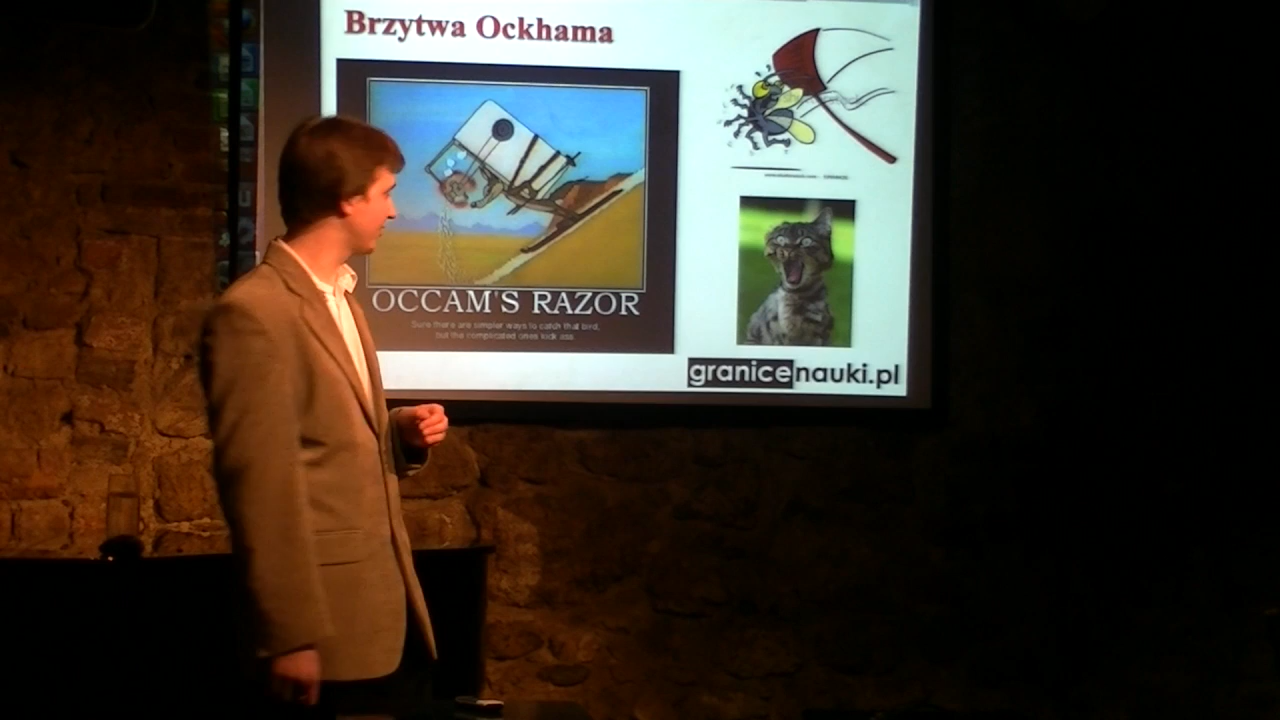 Brzytwa Ockhama
OCCAM'S RAZOR
Sure there are simpler ways to catch that bird,
but the complicated ones kick ass.
granicenauki.pl